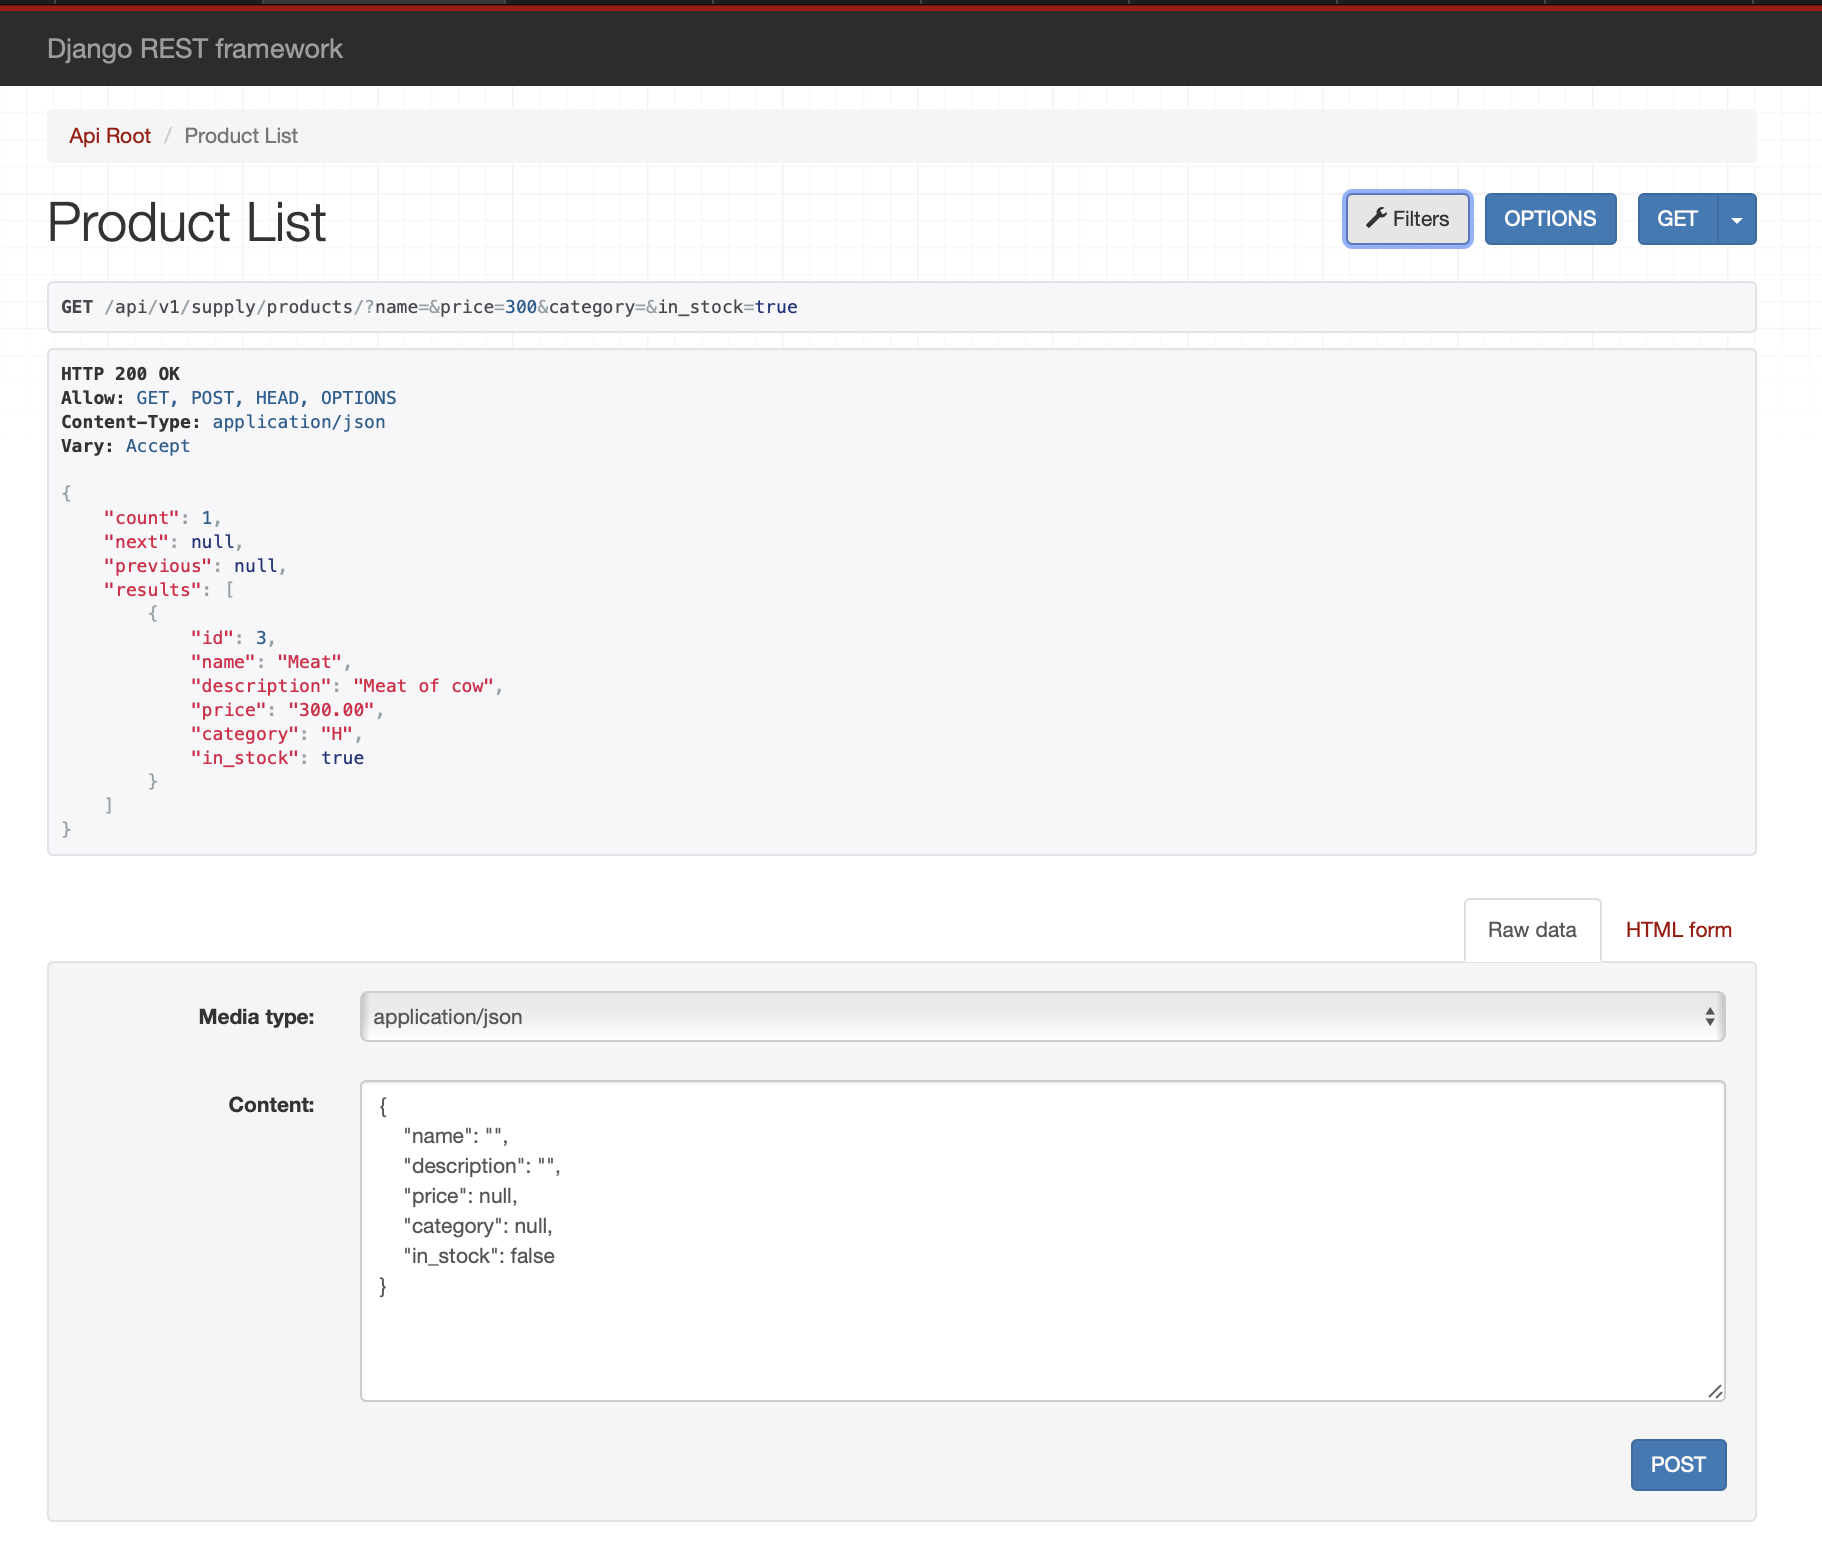 Django REST framework
Api Root / Product List
Product List
Filters OPTIONS GET
GET /api/v1/supply/products/?name=&price=300&category=&in_stock=true
HTTP 200 OK
Allow: GET, POST, HEAD, OPTIONS
Content-Type: application/json
Vary: Accept
{
    "count": 1,
    "next": null,
    "previous": null,
    "results": [
        {
            "id": 3,
            "name": "Meat",
            "description": "Meat of cow",
            "price": "300.00",
            "category": "H",
            "in_stock": true
        }
    ]
}
Raw data HTML form
Media type: application/json
Content:
{
    "name": "",
    "description": "",
    "price": null,
    "category": null,
    "in_stock": false
}
POST